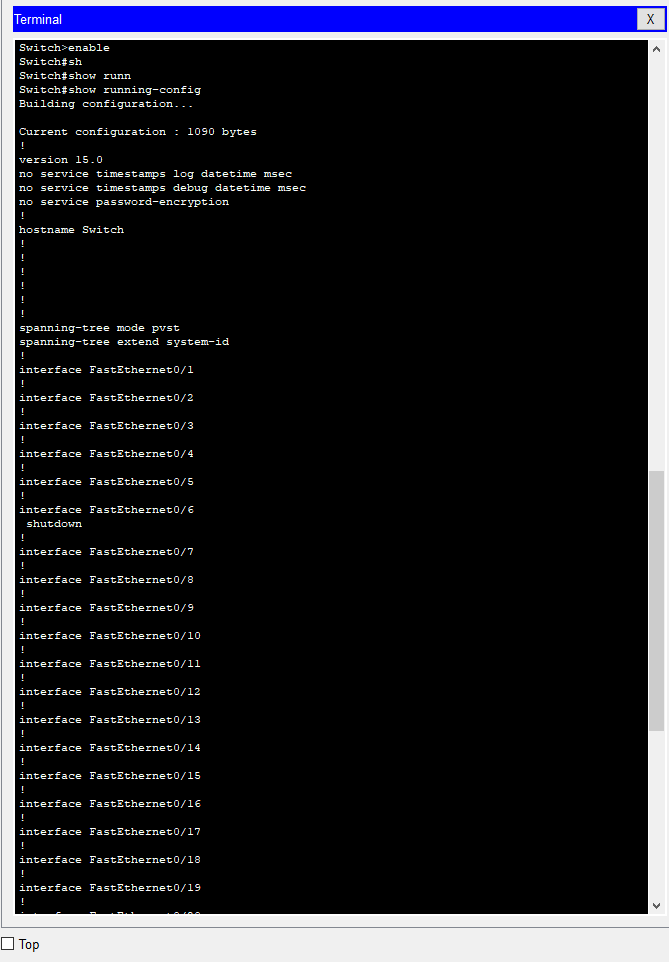 Terminal
X
Switch>enable
Switch#sh
Switch#show runn
Switch#show running-config
Building configuration...
Current configuration : 1090 bytes
!
version 15.0
no service timestamps log datetime msec
no service timestamps debug datetime msec
no service password-encryption
!
hostname Switch
!
!
!
!
!
!
spanning-tree mode pvst
spanning-tree extend system-id
!
interface FastEthernet0/1
!
interface FastEthernet0/2
!
interface FastEthernet0/3
!
interface FastEthernet0/4
!
interface FastEthernet0/5
!
interface FastEthernet0/6
 shutdown
!
interface FastEthernet0/7
!
interface FastEthernet0/8
!
interface FastEthernet0/9
!
interface FastEthernet0/10
!
interface FastEthernet0/11
!
interface FastEthernet0/12
!
interface FastEthernet0/13
!
interface FastEthernet0/14
!
interface FastEthernet0/15
!
interface FastEthernet0/16
!
interface FastEthernet0/17
!
interface FastEthernet0/18
!
interface FastEthernet0/19
!
Top